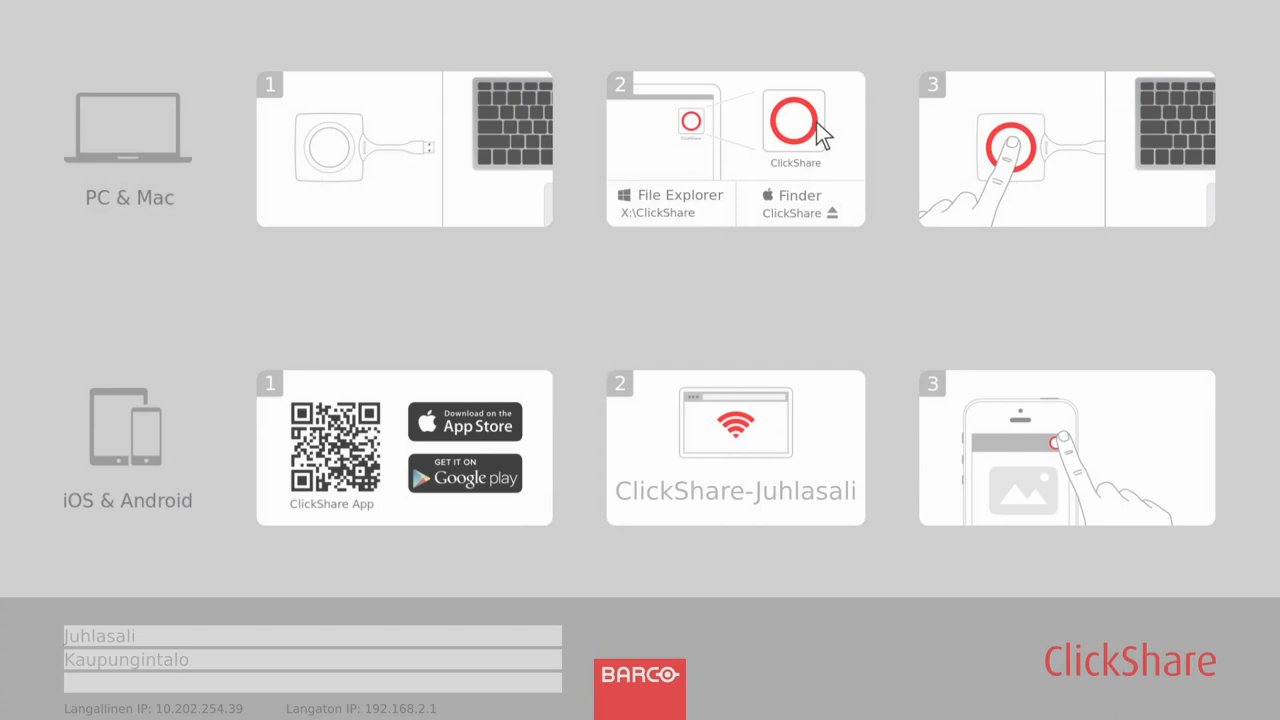 1
2
3
PC & Mac
ClickShare
ClickShare
File Explorer
X:\ClickShare
Finder
ClickShare
1
2
3
iOS & Android
Download on the
App Store
GET IT ON
Google play
ClickShare App
ClickShare-Juhlasali
Juhlasali
Kaupungintalo
Langallinen IP: 10.202.254.39
Langaton IP: 192.168.2.1
BARCO
ClickShare